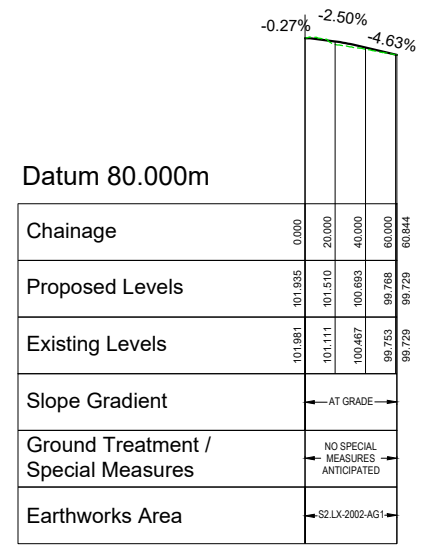 -0.27%
-2.50%
-4.63%
Datum 80.000m
Chainage
0.000
20.000
40.000
60.000
60.844
Proposed Levels
101.935
101.510
100.693
99.768
99.729
Existing Levels
101.981
101.111
100.467
99.753
99.729
Slope Gradient
AT GRADE
Ground Treatment /
Special Measures
NO SPECIAL
MEASURES
ANTICIPATED
Earthworks Area
S2.LX-2002-AG1